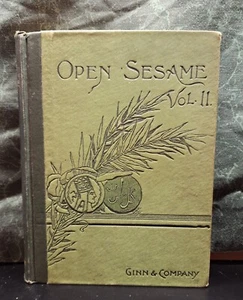 OPEN SESAME
VOL. II.
GINN & COMPANY